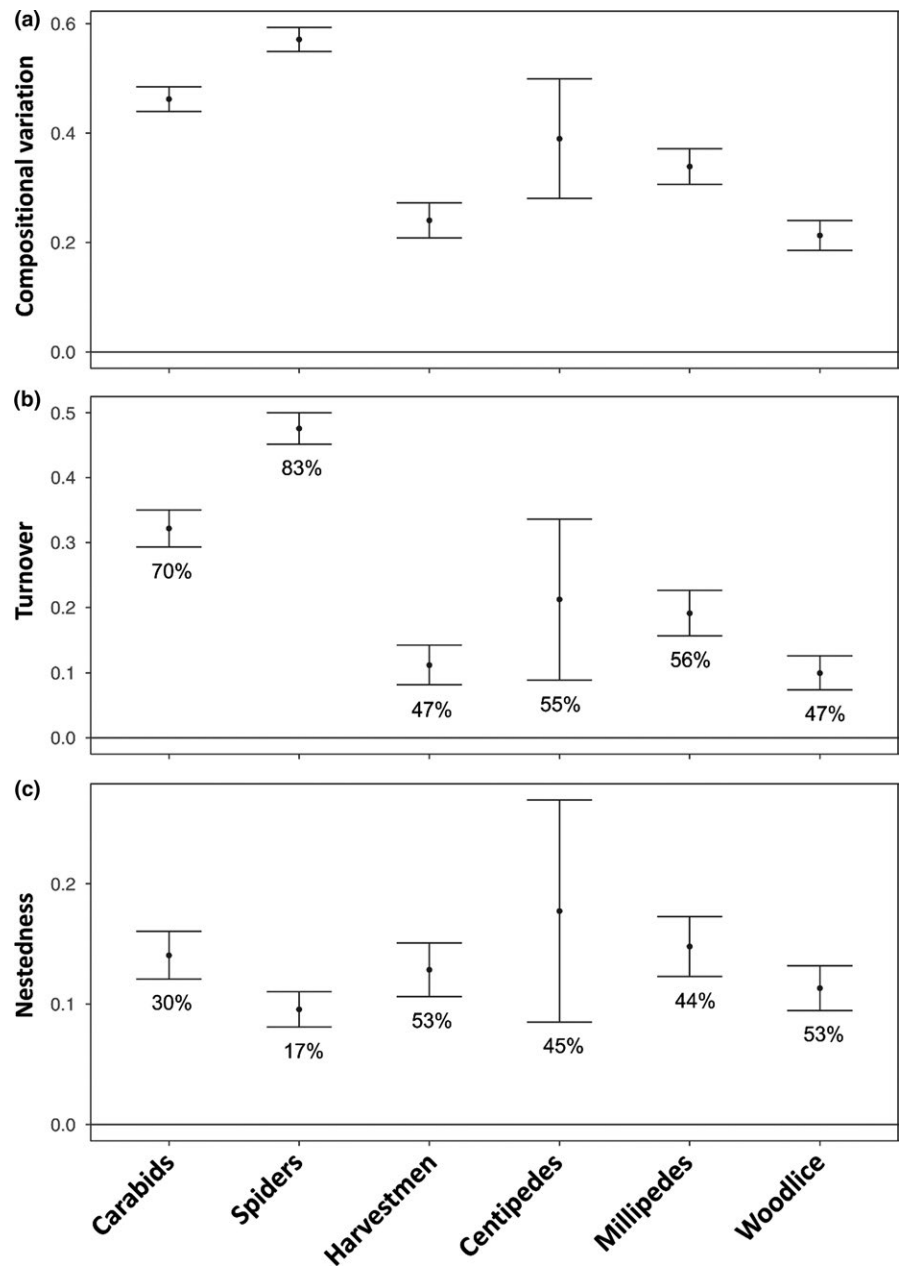 (a)
Compositional variation
0.6
0.4
0.2
0.0
(b)
Turnover
0.5
0.4
0.3
0.2
0.1
0.0
70%
83%
47%
55%
56%
47%
(c)
Nestedness
0.2
0.1
0.0
30%
17%
53%
45%
44%
53%
Carabids
Spiders
Harvestmen
Centipedes
Millipedes
Woodlice